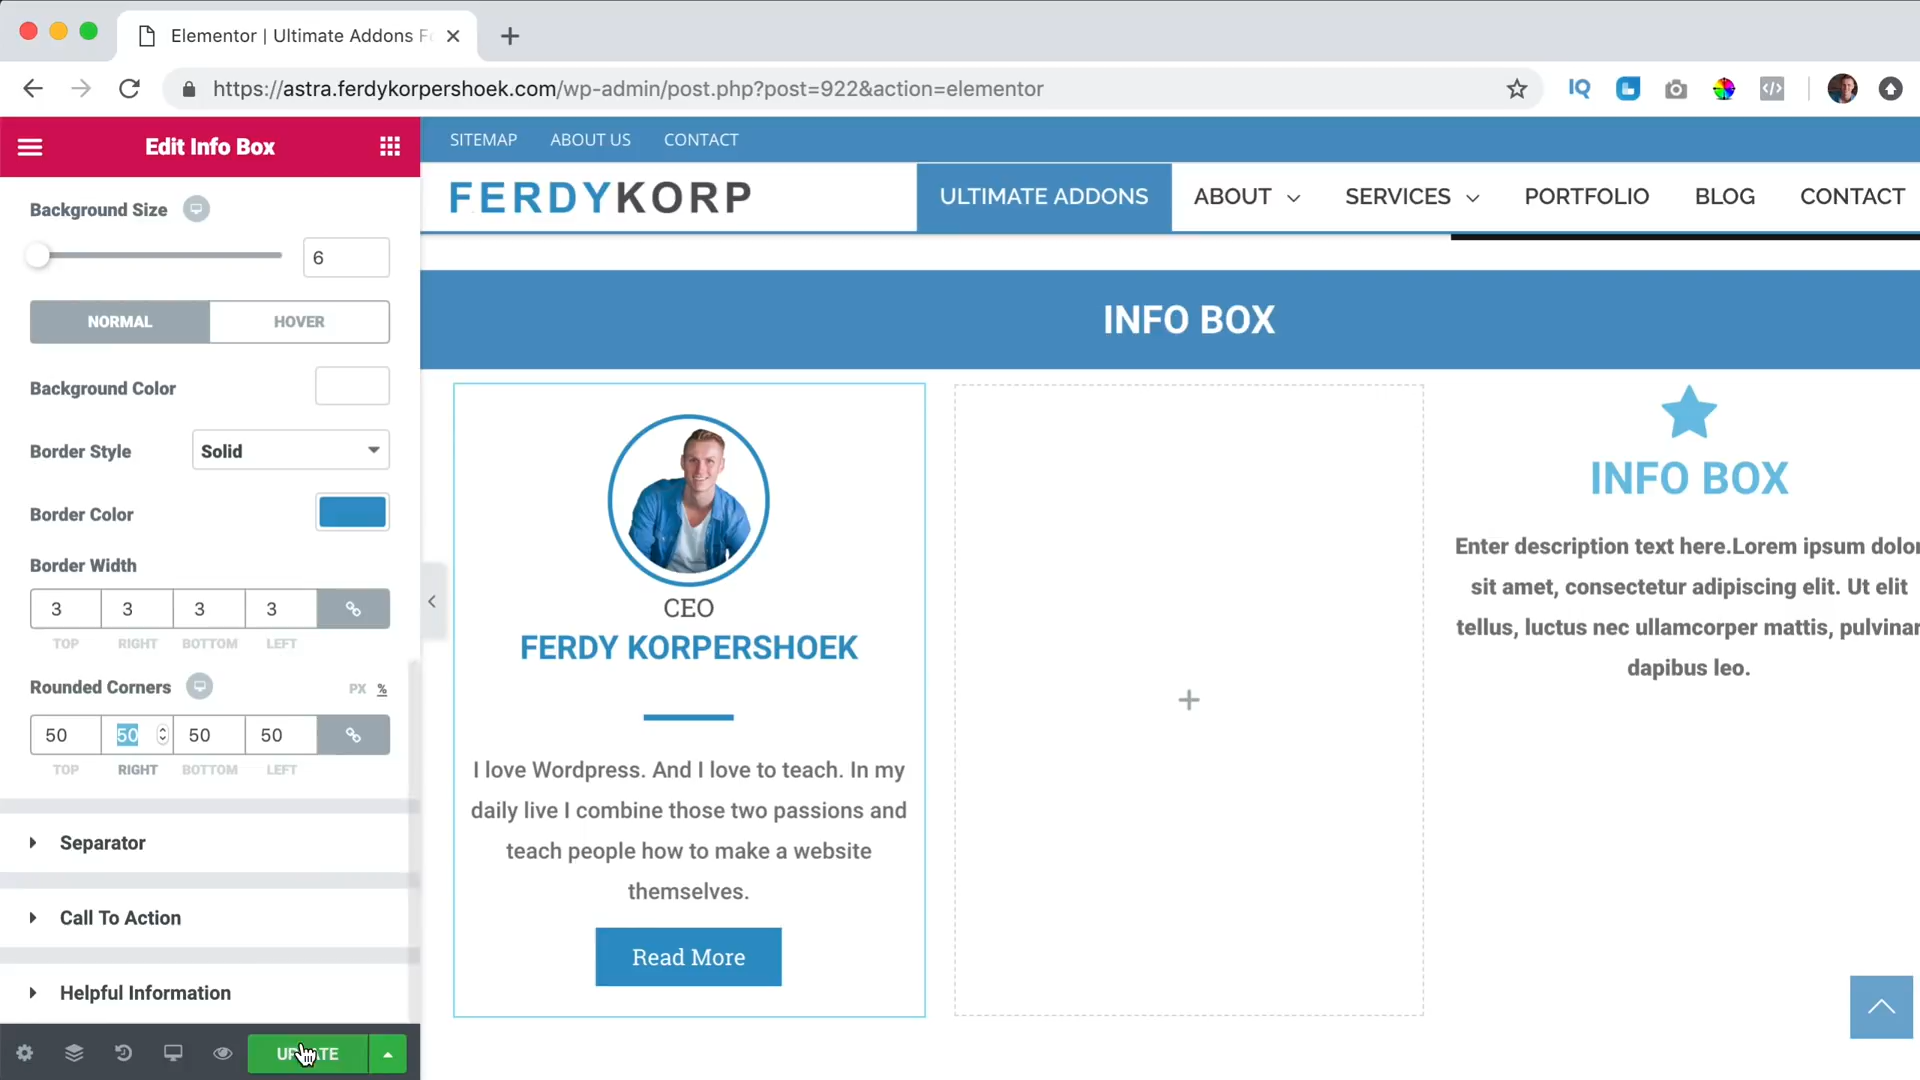 Elementor | Ultimate Addons F
https://astra.ferdykorpershoek.com/wp-admin/post.php?post=922&action=elementor
IQ
Edit Info Box
Background Size
6
NORMAL
HOVER
Background Color
Border Style
Solid
Border Color
Border Width
3 3 3 3
TOP RIGHT BOTTOM LEFT
Rounded Corners
PX %
50 50 50 50
TOP RIGHT BOTTOM LEFT
Separator
Call To Action
Helpful Information
SITEMAP ABOUT US CONTACT
FERDYKORP
ULTIMATE ADDONS ABOUT SERVICES PORTFOLIO BLOG CONTACT
INFO BOX
CEO
FERDY KORPERSHOEK
I love Wordpress. And I love to teach. In my
daily live I combine those two passions and
teach people how to make a website
themselves.
Read More
INFO BOX
Enter description text here.Lorem ipsum dolor
sit amet, consectetur adipiscing elit. Ut elit
tellus, luctus nec ullamcorper mattis, pulvinar
dapibus leo.